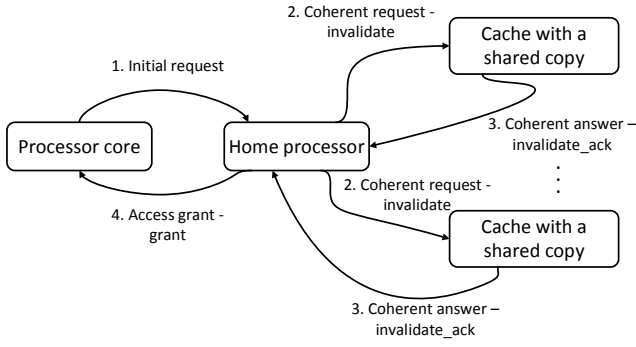 2. Coherent request -
invalidate
Cache with a
shared copy
1. Initial request
3. Coherent answer –
invalidate_ack
Processor core
Home processor
2. Coherent request -
invalidate
4. Access grant -
grant
Cache with a
shared copy
3. Coherent answer –
invalidate_ack